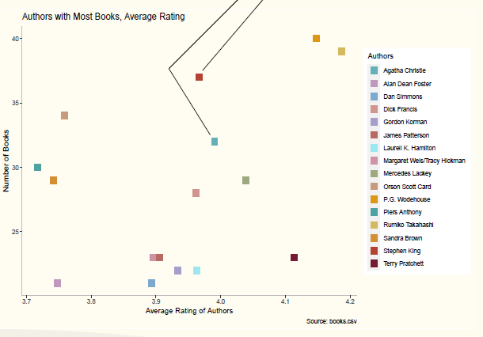 Authors with Most Books, Average Rating
Number of Books
40
35
30
25
3.7 3.8 3.9 4.0 4.1 4.2
Average Rating of Authors
Source: books.csv
Authors
Agatha Christie
Alan Dean Foster
Dan Simmons
Dick Francis
Gordon Korman
James Patterson
Laurell K. Hamilton
Margaret Weis/Tracy Hickman
Mercedes Lackey
Orson Scott Card
P.G. Wodehouse
Piers Anthony
Rumiko Takahashi
Sandra Brown
Stephen King
Terry Pratchett